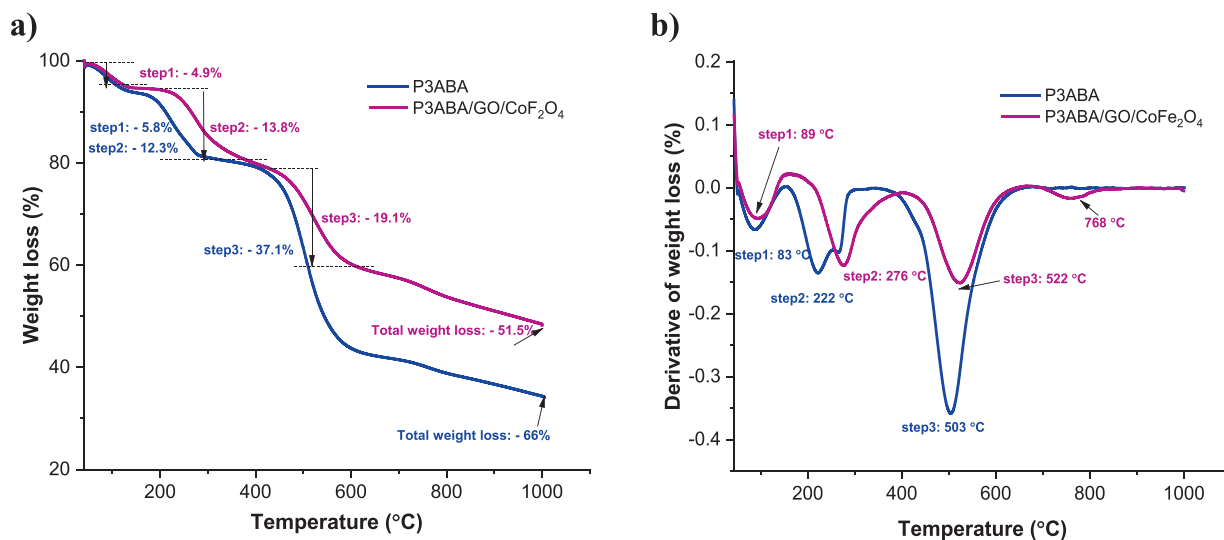 a)
100
80
60
40
20
Weight loss (%)
200
400
600
800
1000
Temperature (°C)
step1: - 4.9%
P3ABA
P3ABA/GO/CoF₂O₄
step1: - 5.8%
step2: - 13.8%
step2: - 12.3%
step3: - 19.1%
step3: - 37.1%
Total weight loss: - 51.5%
Total weight loss: - 66%
b)
0.2
0.1
0.0
-0.1
-0.2
-0.3
-0.4
Derivative of weight loss (%)
200
400
600
800
1000
Temperature (°C)
P3ABA
P3ABA/GO/CoFe₂O₄
step1: 89 °C
step1: 83 °C
step2: 276 °C
step2: 222 °C
step3: 522 °C
768 °C
step3: 503 °C